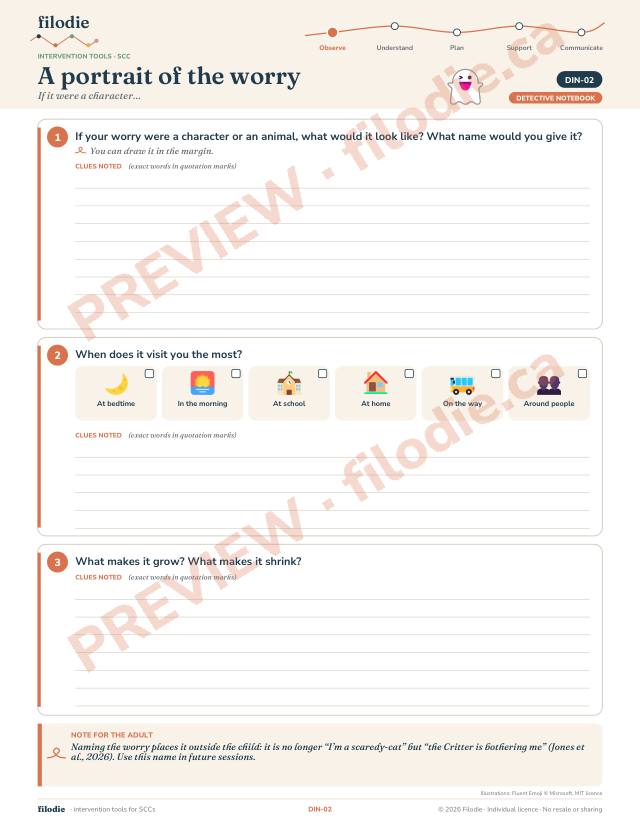 filodie
Observe
Understand
Plan
Support
Communicate
INTERVENTION TOOLS · SCC
A portrait of the worry
If it were a character...
DIN-02
DETECTIVE NOTEBOOK
1
If your worry were a character or an animal, what would it look like? What name would you give it?
You can draw it in the margin.
CLUES NOTED (exact words in quotation marks)
PREVIEW · filodie.ca
2
When does it visit you the most?
At bedtime
In the morning
At school
At home
On the way
Around people
CLUES NOTED (exact words in quotation marks)
PREVIEW · filodie.ca
3
What makes it grow? What makes it shrink?
CLUES NOTED (exact words in quotation marks)
NOTE FOR THE ADULT
Naming the worry places it outside the child: it is no longer “I’m a scaredy-cat” but “the Critter is bothering me” (Jones et
al., 2026). Use this name in future sessions.
Illustrations: Fluent Emoji © Microsoft, MIT licence
filodie · intervention tools for SCCs
DIN-02
© 2026 Filodie · Individual licence · No resale or sharing